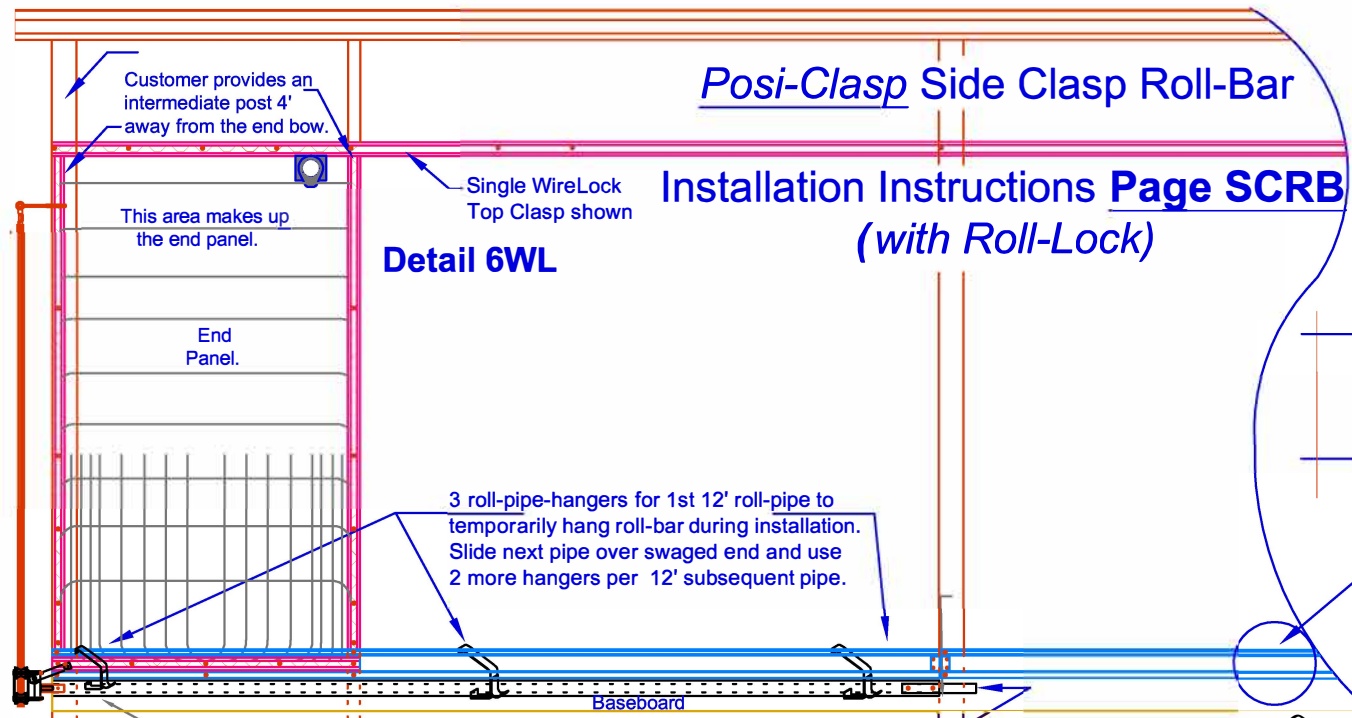 Posi-Clasp Side Clasp Roll-Bar
Installation Instructions Page SCRB
(with Roll-Lock)
Customer provides an
intermediate post 4'
away from the end bow.
Single WireLock
Top Clasp shown
This area makes up
the end panel.
Detail 6WL
End
Panel.
3 roll-pipe-hangers for 1st 12' roll-pipe to
temporarily hang roll-bar during installation.
Slide next pipe over swaged end and use
2 more hangers per 12' subsequent pipe.
Baseboard